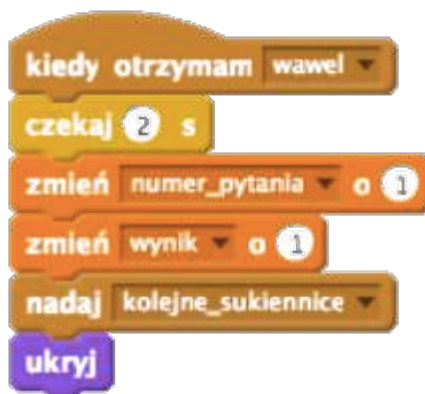 kiedy otrzymam wawel
czekaj 2 s
zmień numer_pytania o 1
zmień wynik o 1
nadaj kolejne_sukiennice
ukryj